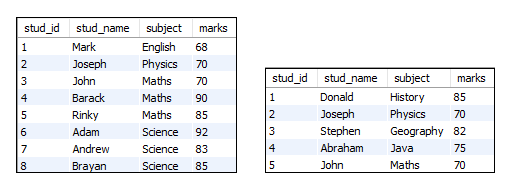 stud_id stud_name subject marks
1 Mark English 68
2 Joseph Physics 70
3 John Maths 70
4 Barack Maths 90
5 Rinky Maths 85
6 Adam Science 92
7 Andrew Science 83
8 Brayan Science 85
stud_id stud_name subject marks
1 Donald History 85
2 Joseph Physics 70
3 Stephen Geography 82
4 Abraham Java 75
5 John Maths 70